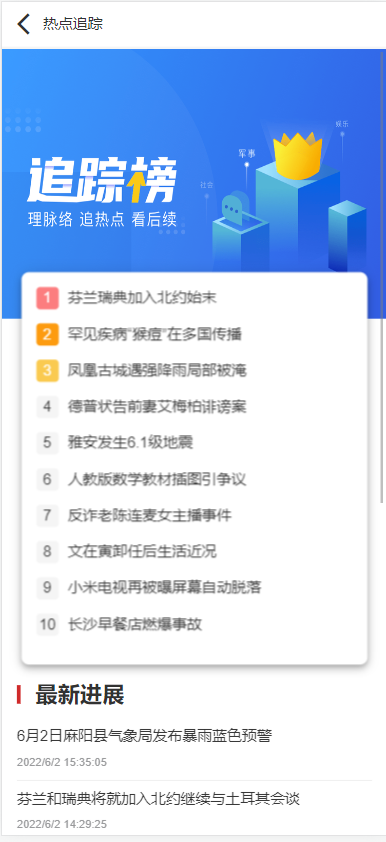 热点追踪
娱乐
军事
社会
追踪榜
理脉络 追热点 看后续
1 芬兰瑞典加入北约始末
2 罕见疾病“猴痘”在多国传播
3 凤凰古城遇强降雨局部被淹
4 德普状告前妻艾梅柏诽谤案
5 雅安发生6.1级地震
6 人教版数学教材插图引争议
7 反诈老陈连麦女主播事件
8 文在寅卸任后生活近况
9 小米电视再被曝屏幕自动脱落
10 长沙早餐店燃爆事故
最新进展
6月2日麻阳县气象局发布暴雨蓝色预警
2022/6/2 15:35:05
芬兰和瑞典将就加入北约继续与土耳其会谈
2022/6/2 14:29:25